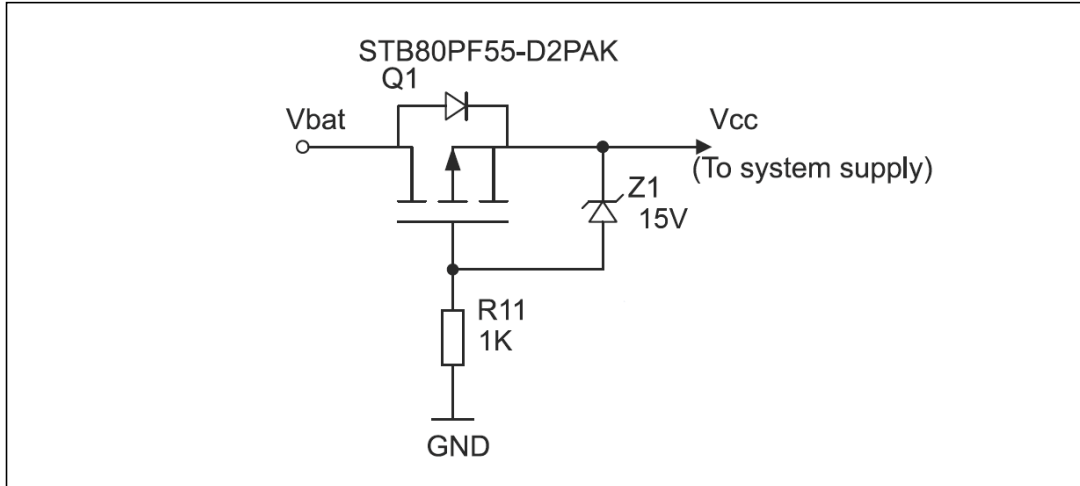 STB80PF55-D2PAK
Q1
Vbat
Vcc
(To system supply)
Z1
15V
R11
1K
GND